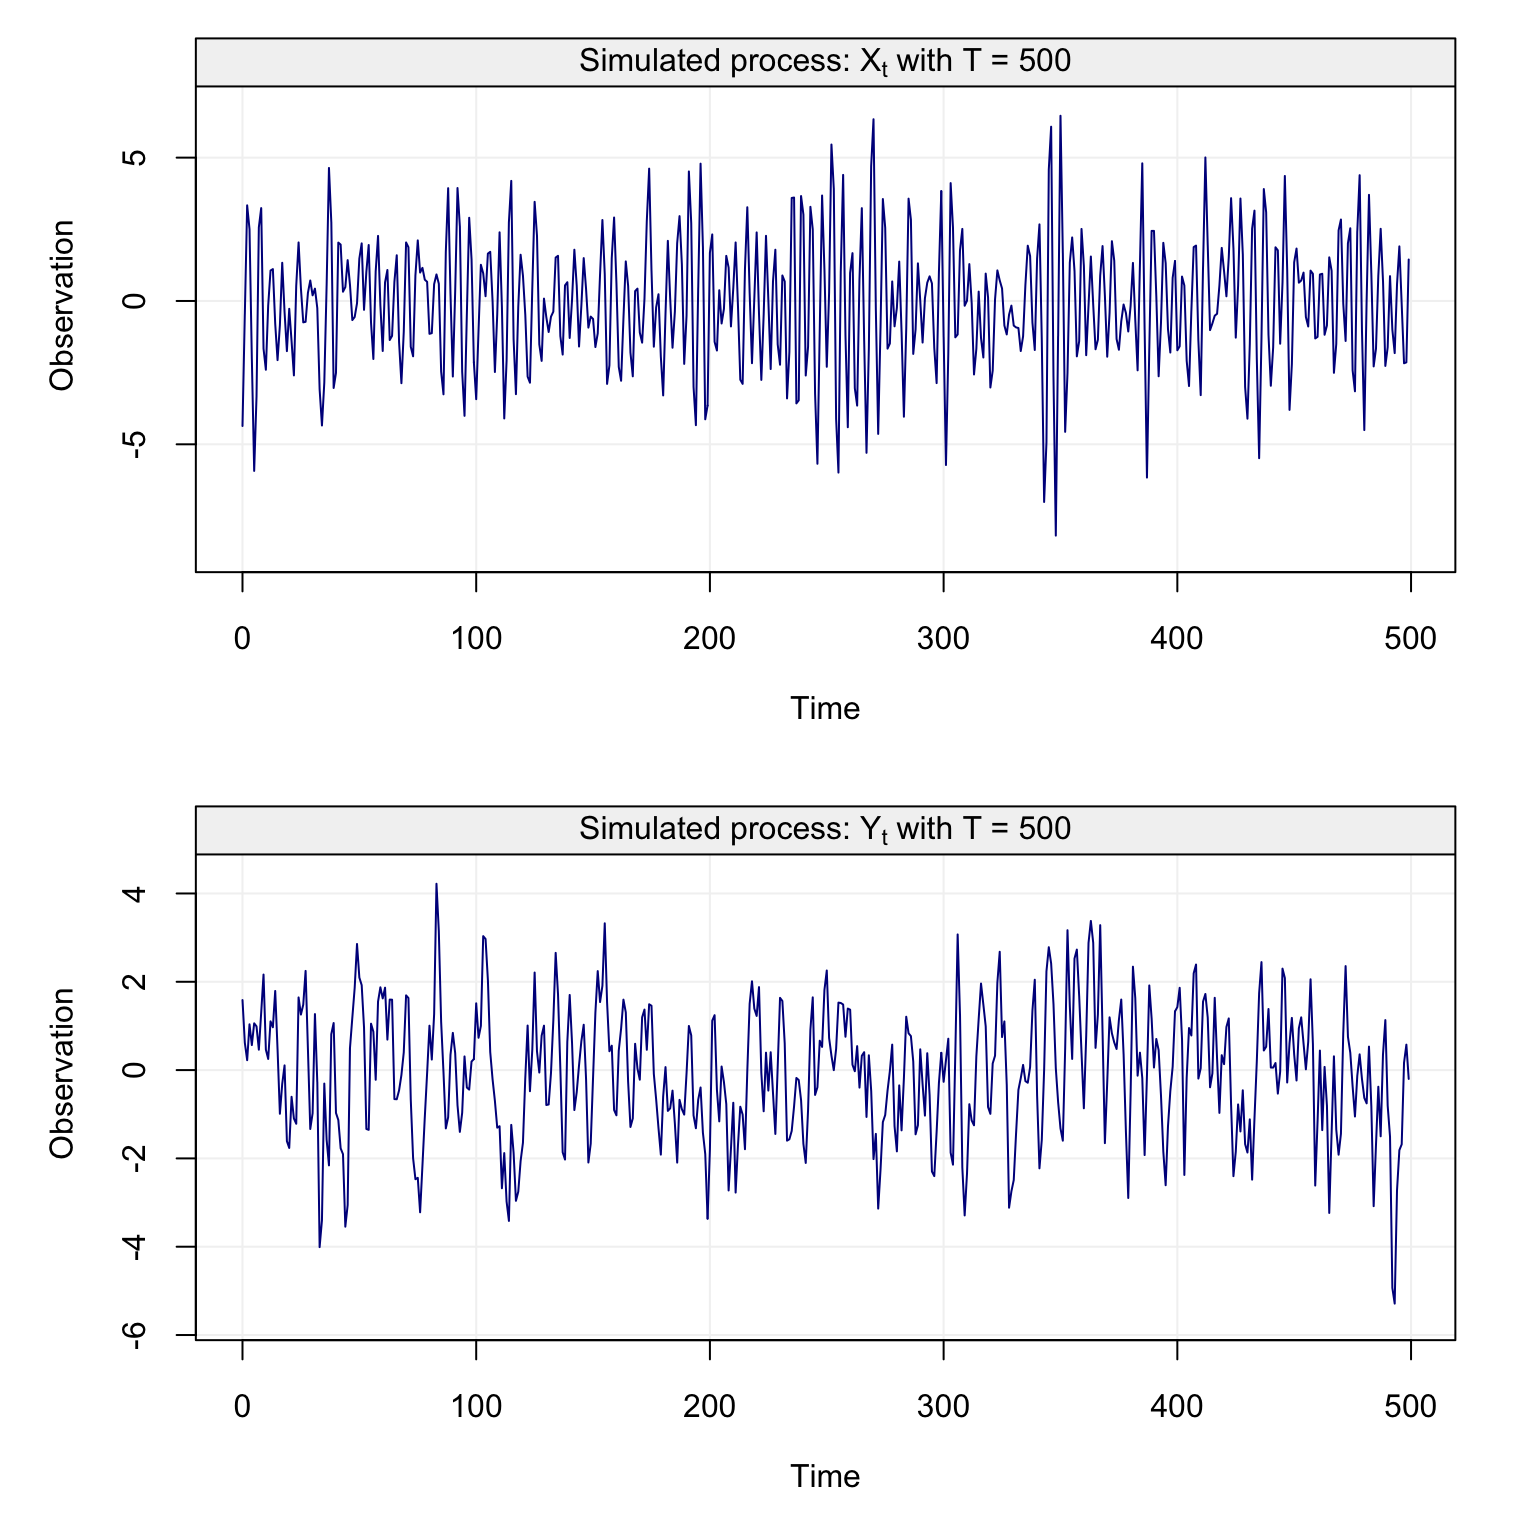 Simulated process: Xt with T = 500
5
0
-5
Observation
0 100 200 300 400 500
Time
Simulated process: Yt with T = 500
4
2
0
-2
-4
-6
Observation
0 100 200 300 400 500
Time